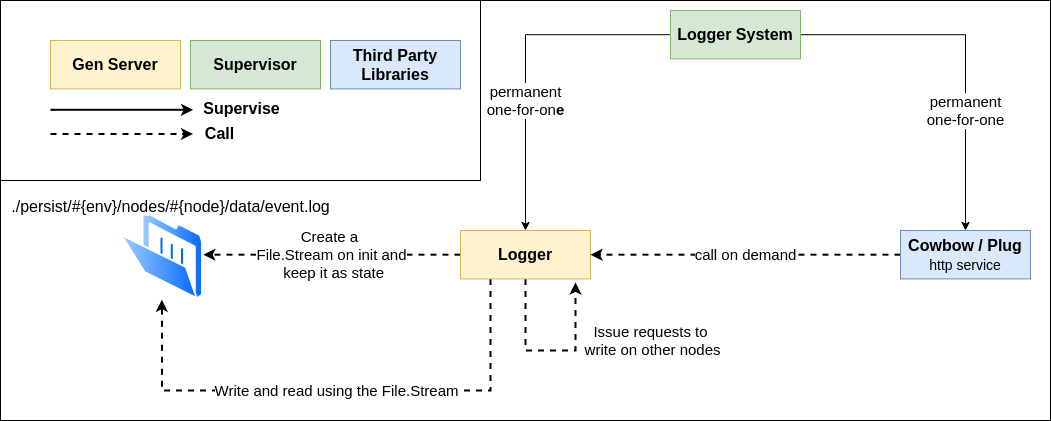 Gen Server
Supervisor
Third Party
Libraries
Supervise
Call
Logger System
permanent
one-for-one
permanent
one-for-one
./persist/#{env}/nodes/#{node}/data/event.log
Create a
File.Stream on init and
keep it as state
Logger
call on demand
Cowbow / Plug
http service
Issue requests to
write on other nodes
Write and read using the File.Stream